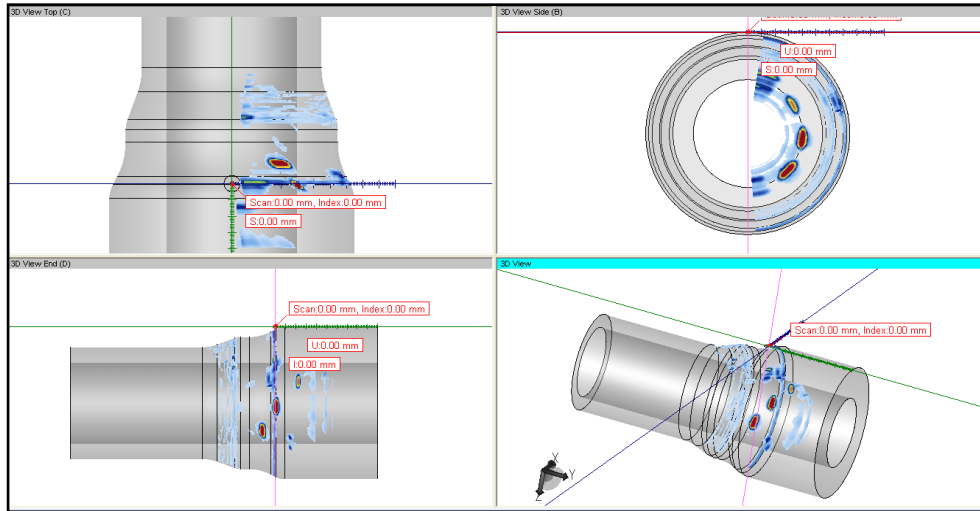 3D View Top (C)
Scan:0.00 mm, Index:0.00 mm
S:0.00 mm
3D View Side (B)
U:0.00 mm
S:0.00 mm
3D View End (D)
Scan:0.00 mm, Index:0.00 mm
U:0.00 mm
I:0.00 mm
3D View
Scan:0.00 mm, Index:0.00 mm
X
Y
Z